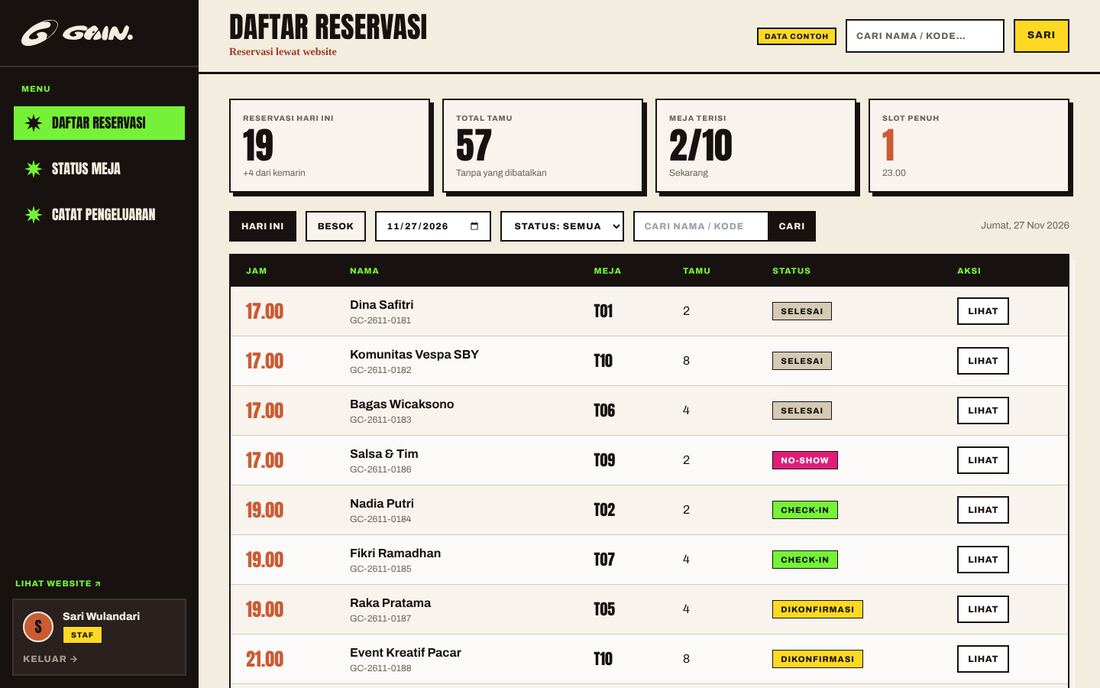 GAIN.
MENU
DAFTAR RESERVASI
STATUS MEJA
CATAT PENGELUARAN
LIHAT WEBSITE ↗
S
Sari Wulandari
STAF
KELUAR →
DAFTAR RESERVASI
Reservasi lewat website
DATA CONTOH
CARI NAMA / KODE...
SARI
RESERVASI HARI INI
19
+4 dari kemarin
TOTAL TAMU
57
Tanpa yang dibatalkan
MEJA TERISI
2/10
Sekarang
SLOT PENUH
1
23.00
HARI INI BESOK 11/27/2026 STATUS: SEMUA CARI NAMA / KODE CARI Jumat, 27 Nov 2026
JAM NAMA MEJA TAMU STATUS AKSI
17.00 Dina Safitri T01 2 SELESAI LIHAT
GC-2611-0181
17.00 Komunitas Vespa SBY T10 8 SELESAI LIHAT
GC-2611-0182
17.00 Bagas Wicaksono T06 4 SELESAI LIHAT
GC-2611-0183
17.00 Salsa & Tim T09 2 NO-SHOW LIHAT
GC-2611-0186
19.00 Nadia Putri T02 2 CHECK-IN LIHAT
GC-2611-0184
19.00 Fikri Ramadhan T07 4 CHECK-IN LIHAT
GC-2611-0185
19.00 Raka Pratama T05 4 DIKONFIRMASI LIHAT
GC-2611-0187
21.00 Event Kreatif Pacar T10 8 DIKONFIRMASI LIHAT
GC-2611-0188